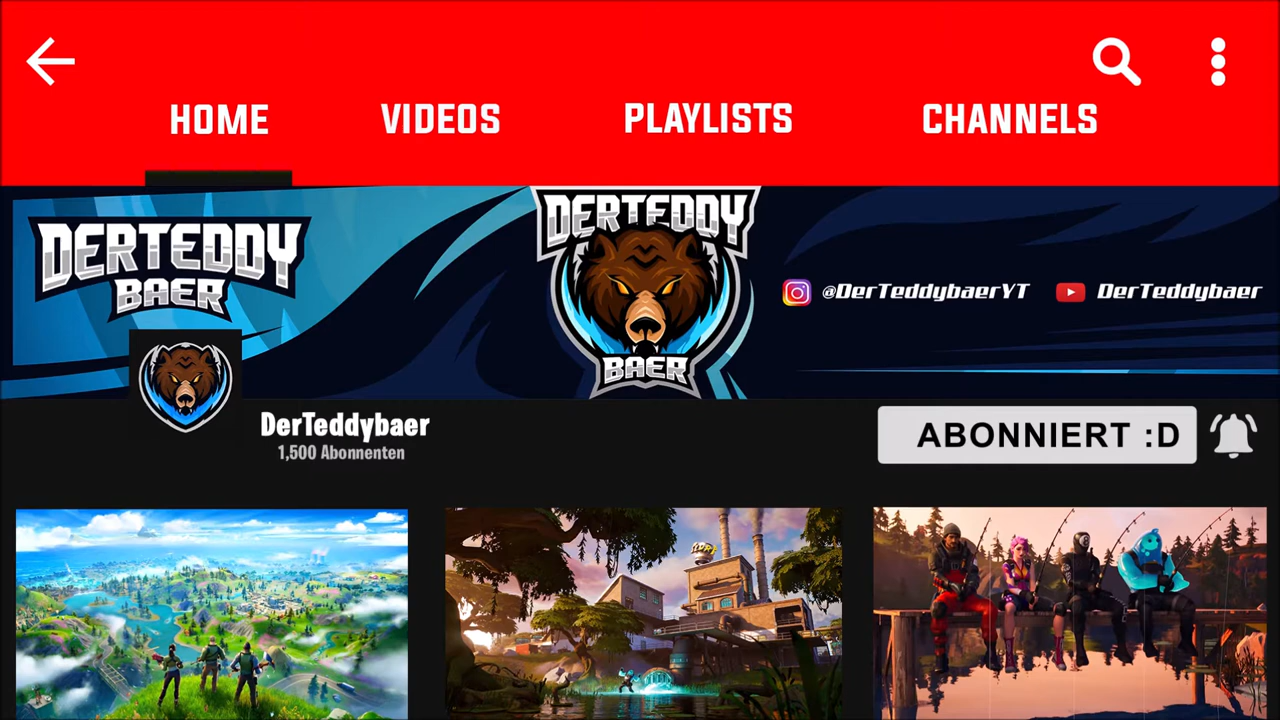 HOME VIDEOS PLAYLISTS CHANNELS
DERTEDDY
BAER
DERTEDDY
BAER
@DerTeddybaerYT DerTeddybaer
DerTeddybaer
1,500 Abonnenten
ABONNIERT :D